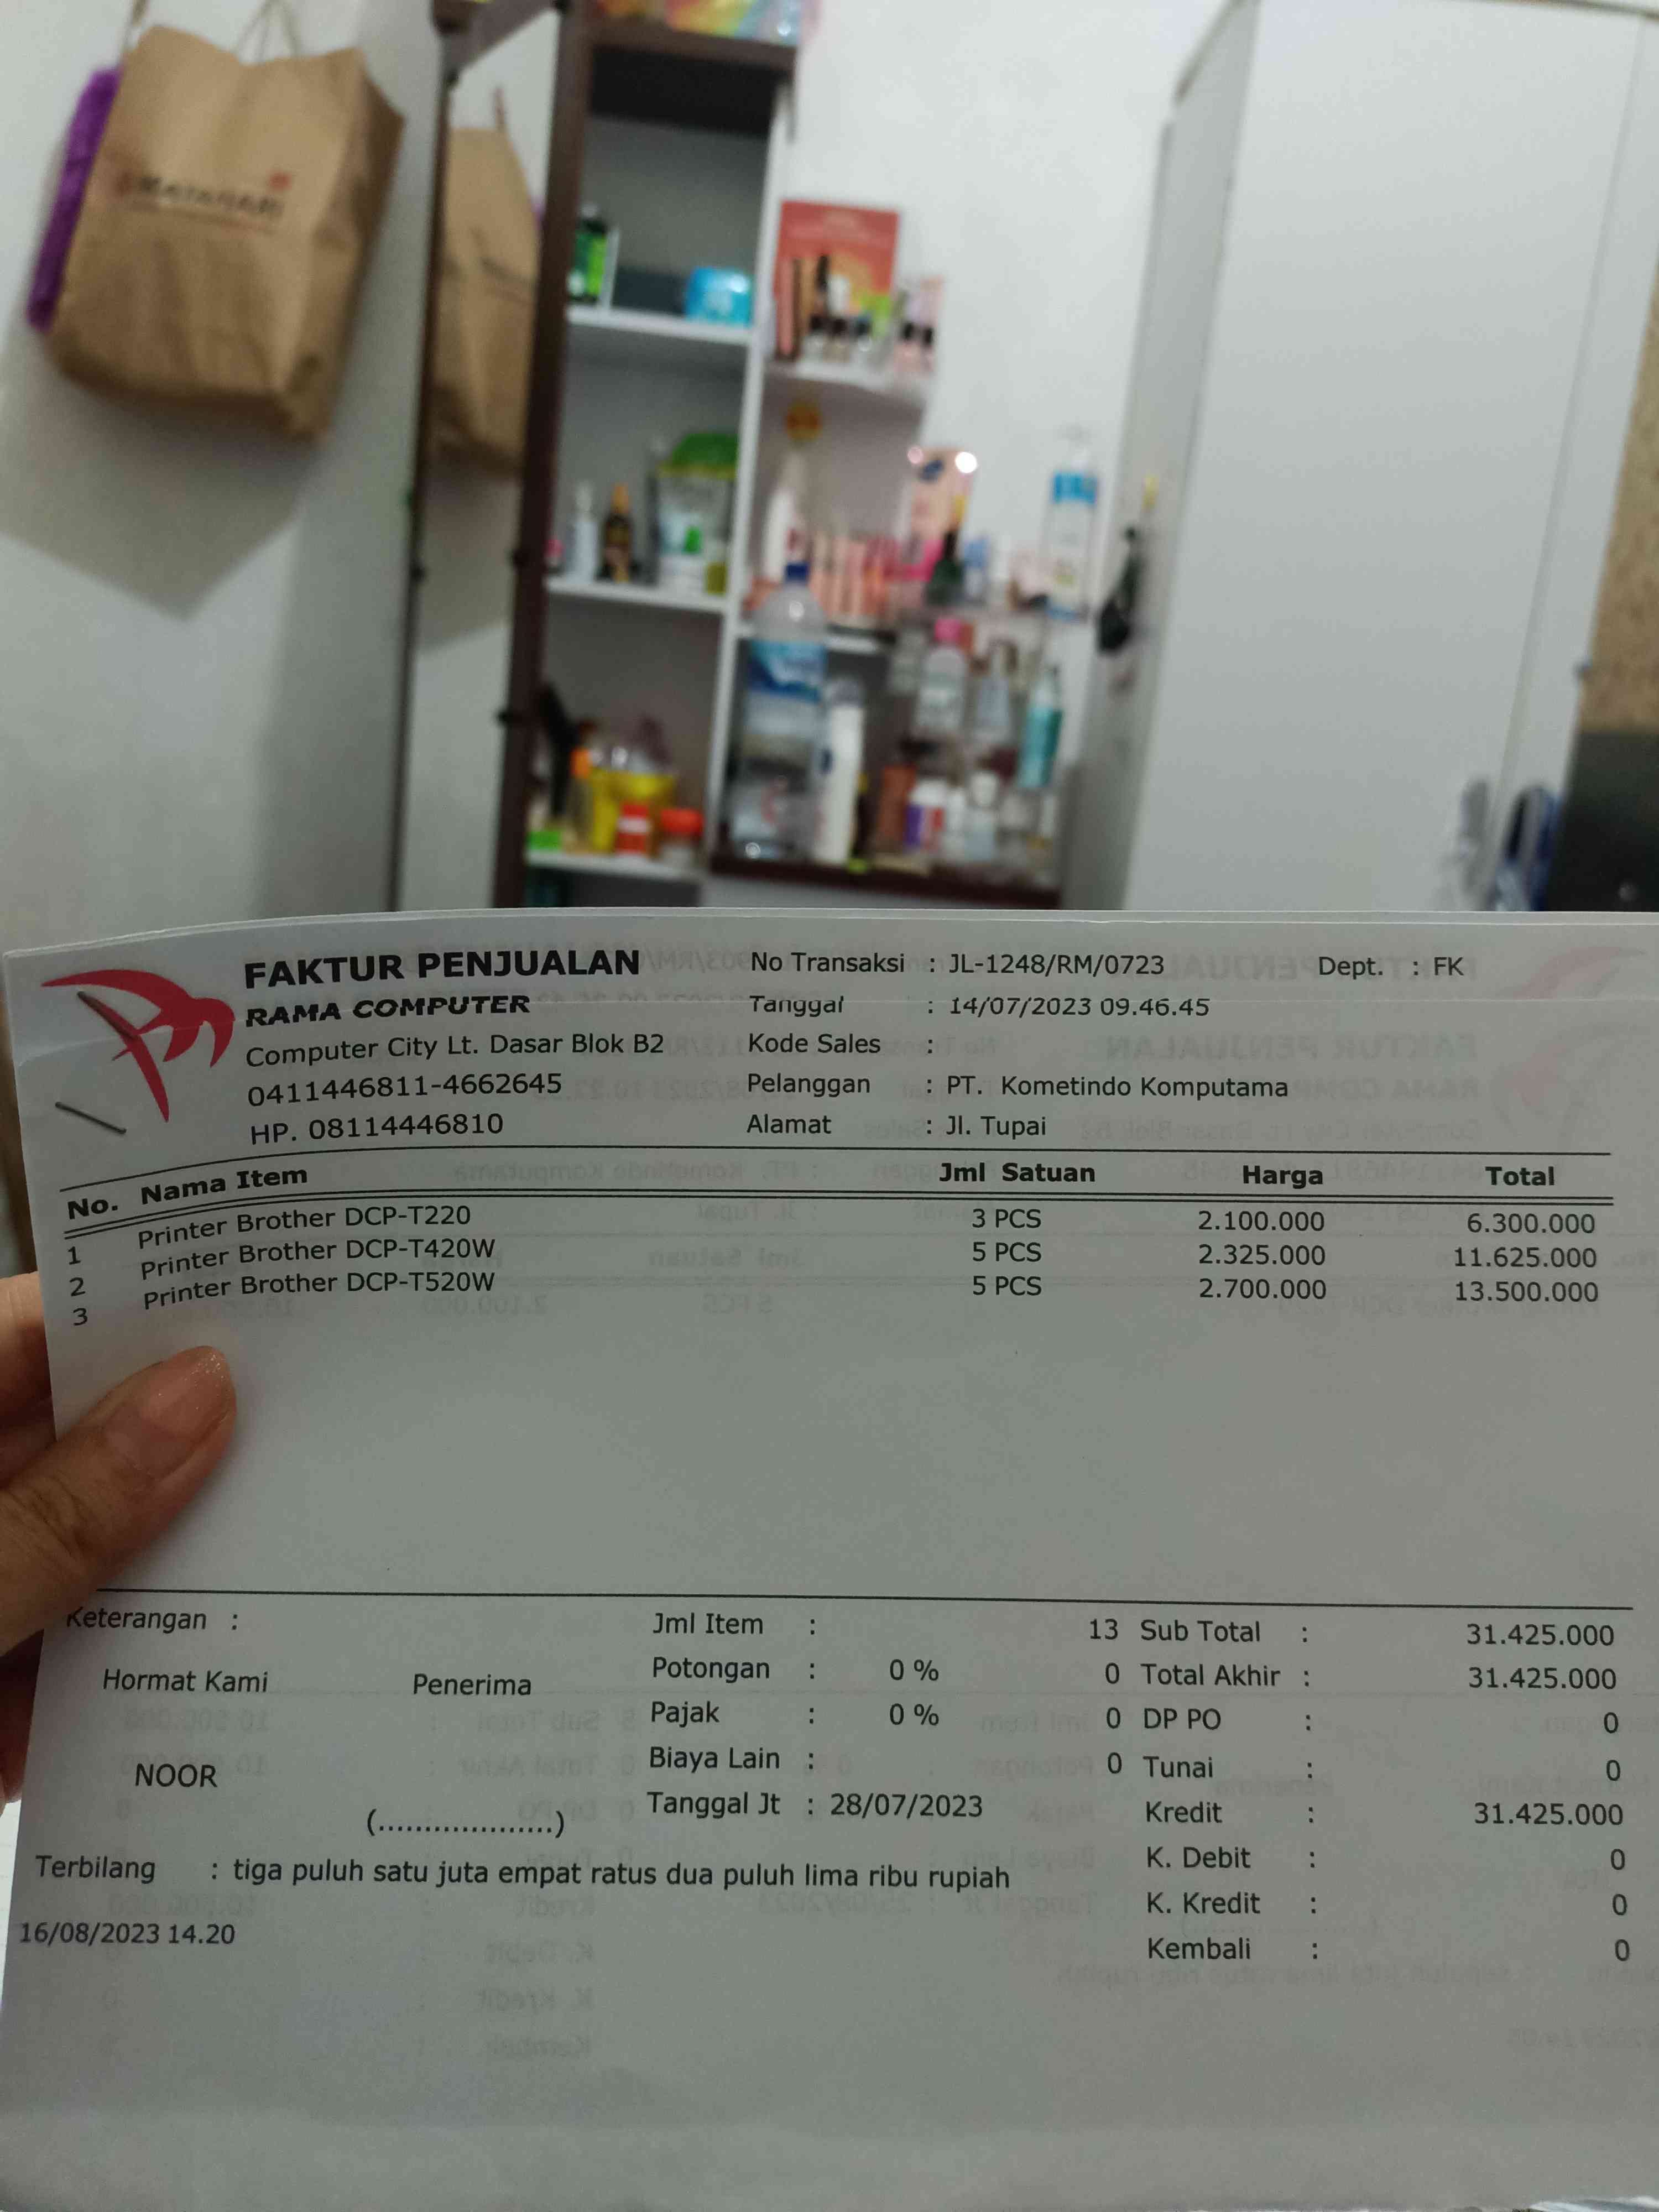 MATAHARI
FAKTUR PENJUALAN
RAMA COMPUTER
Computer City Lt. Dasar Blok B2
0411446811-4662645
HP. 08114446810
No Transaksi : JL-1248/RM/0723 Dept. : FK
Tanggal : 14/07/2023 09.46.45
Kode Sales :
Pelanggan : PT. Kometindo Komputama
Alamat : Jl. Tupai
No. Nama Item Jml Satuan Harga Total
1 Printer Brother DCP-T220 3 PCS 2.100.000 6.300.000
2 Printer Brother DCP-T420W 5 PCS 2.325.000 11.625.000
3 Printer Brother DCP-T520W 5 PCS 2.700.000 13.500.000
Keterangan :
Hormat Kami Penerima
NOOR
(...................)
Jml Item : 13
Potongan : 0 % 0
Pajak : 0 % 0
Biaya Lain : 0
Tanggal Jt : 28/07/2023
Sub Total : 31.425.000
Total Akhir : 31.425.000
DP PO : 0
Tunai : 0
Kredit : 31.425.000
K. Debit : 0
K. Kredit : 0
Kembali : 0
Terbilang : tiga puluh satu juta empat ratus dua puluh lima ribu rupiah
16/08/2023 14.20